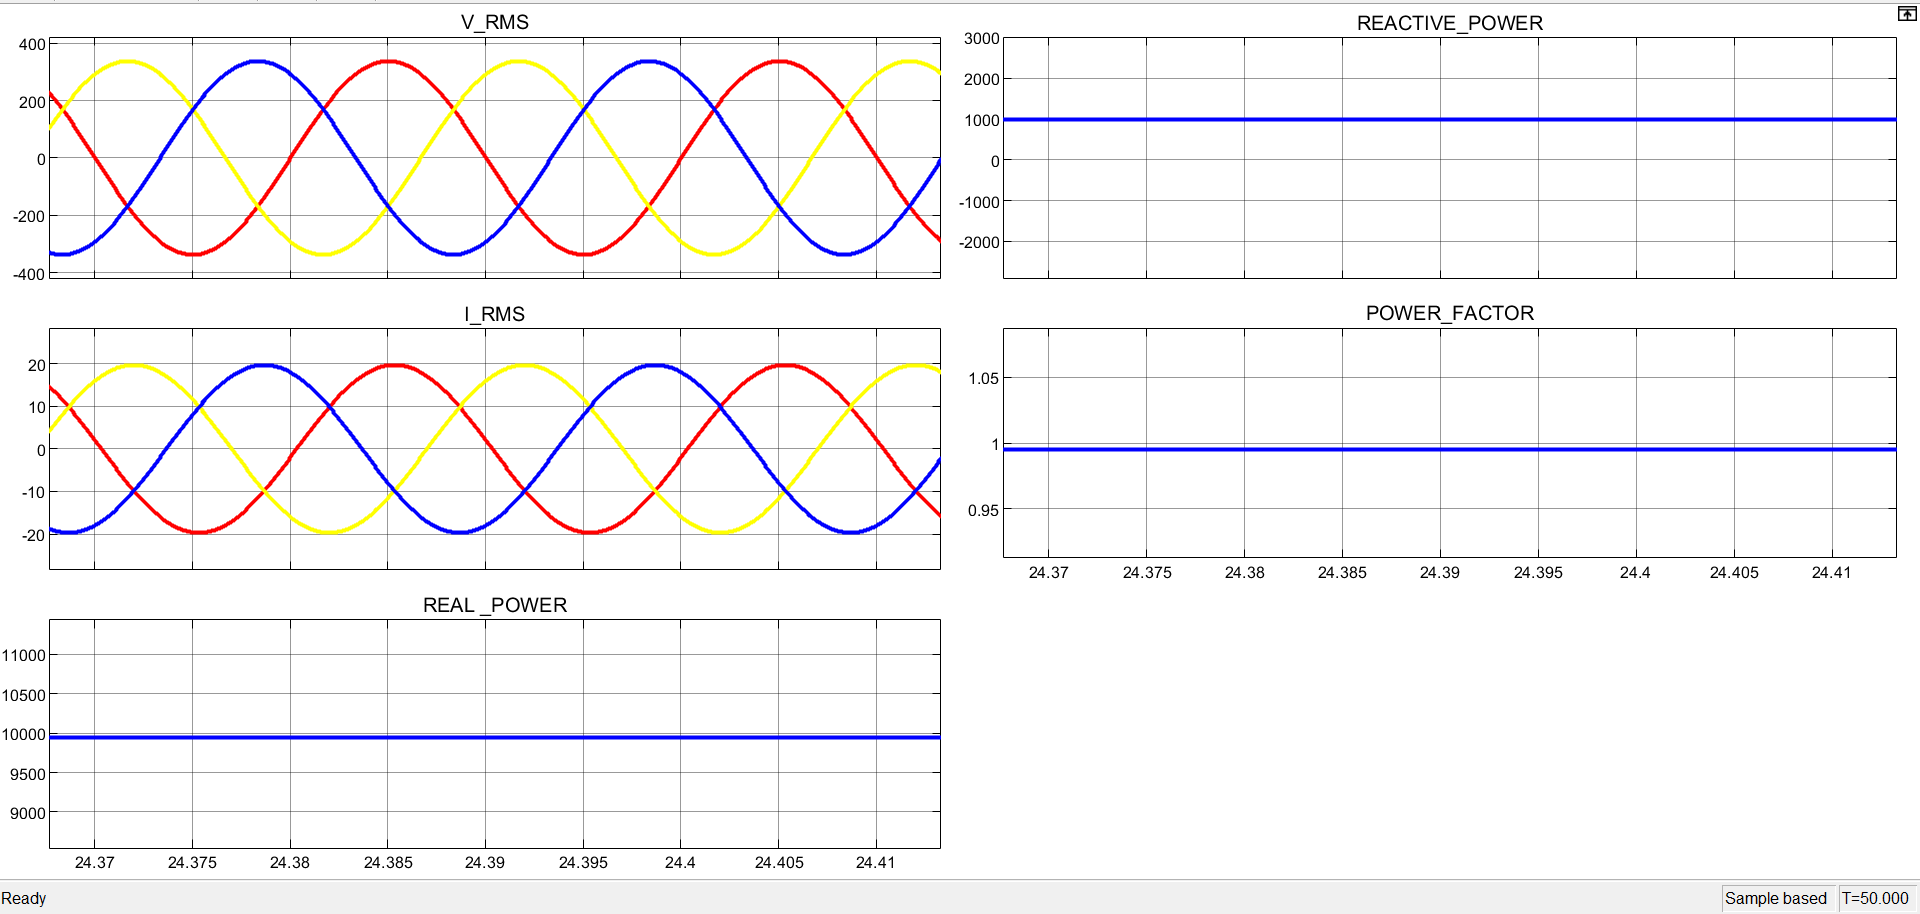 V_RMS
400
200
0
-200
-400
I_RMS
20
10
0
-10
-20
REAL _POWER
11000
10500
10000
9500
9000
24.37 24.375 24.38 24.385 24.39 24.395 24.4 24.405 24.41
REACTIVE_POWER
3000
2000
1000
0
-1000
-2000
POWER_FACTOR
1.05
1
0.95
24.37 24.375 24.38 24.385 24.39 24.395 24.4 24.405 24.41
Ready
Sample based T=50.000